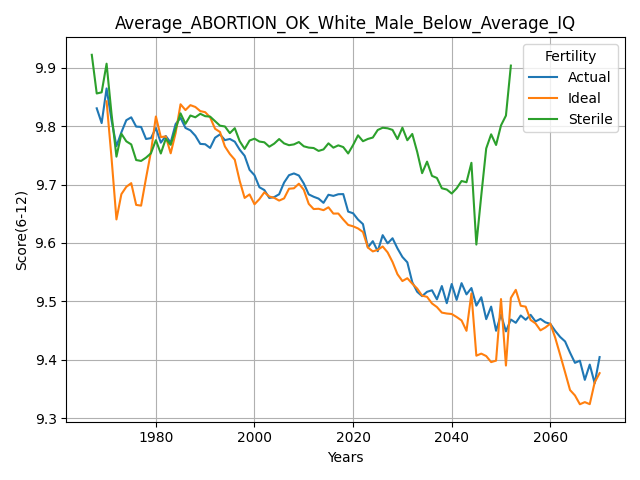 Average_ABORTION_OK_White_Male_Below_Average_IQ
Fertility
Actual
Ideal
Sterile
Score(6-12)
9.9
9.8
9.7
9.6
9.5
9.4
9.3
1980 2000 2020 2040 2060
Years